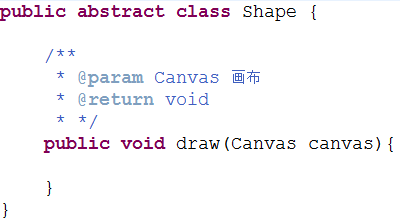 public abstract class Shape {
/**
* @param Canvas 画布
* @return void
* */
public void draw(Canvas canvas){
}
}